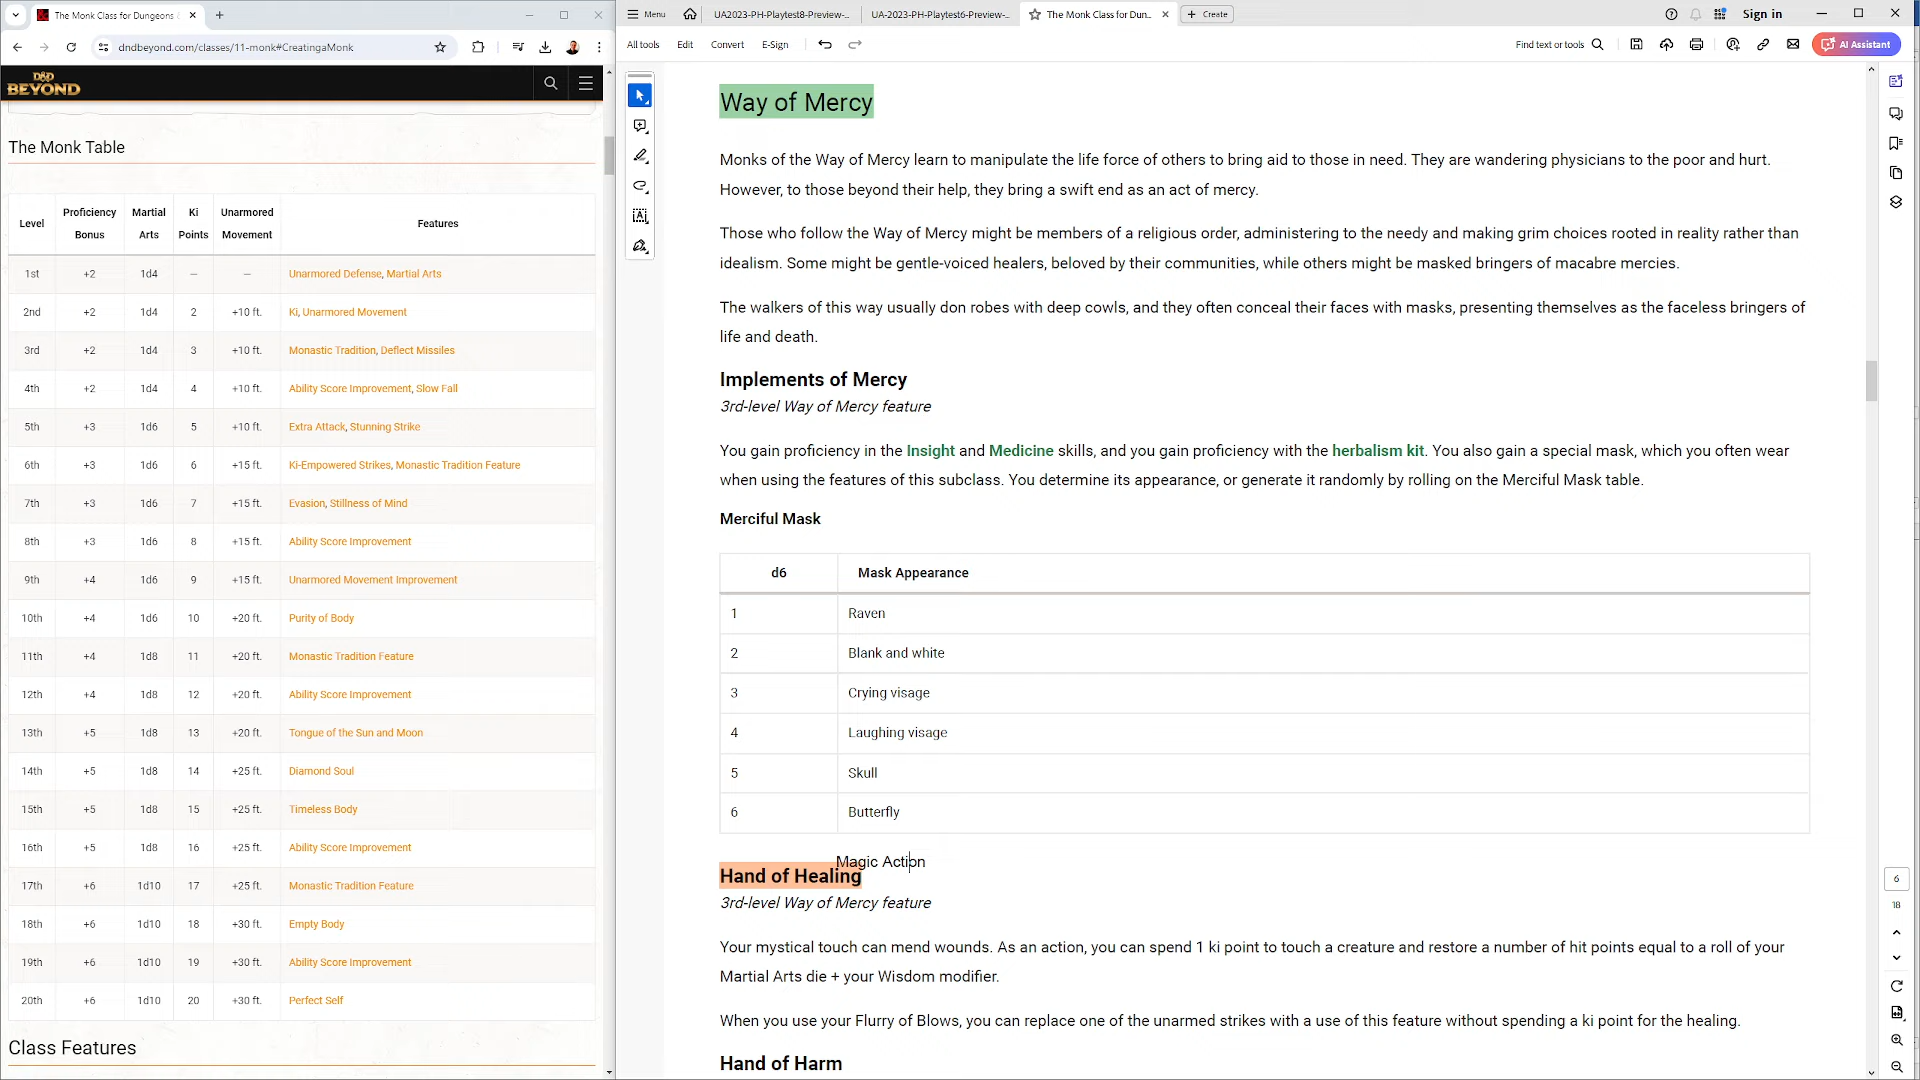 The Monk Class for Dungeons (
dndbeyond.com/classes/11-monk#CreatingaMonk
D&D
BEYOND
The Monk Table
Level Proficiency Bonus Martial Arts Ki Points Unarmored Movement Features
1st +2 1d4 — — Unarmored Defense, Martial Arts
2nd +2 1d4 2 +10 ft. Ki, Unarmored Movement
3rd +2 1d4 3 +10 ft. Monastic Tradition, Deflect Missiles
4th +2 1d4 4 +10 ft. Ability Score Improvement, Slow Fall
5th +3 1d6 5 +10 ft. Extra Attack, Stunning Strike
6th +3 1d6 6 +15 ft. Ki-Empowered Strikes, Monastic Tradition Feature
7th +3 1d6 7 +15 ft. Evasion, Stillness of Mind
8th +3 1d6 8 +15 ft. Ability Score Improvement
9th +4 1d6 9 +15 ft. Unarmored Movement Improvement
10th +4 1d6 10 +20 ft. Purity of Body
11th +4 1d8 11 +20 ft. Monastic Tradition Feature
12th +4 1d8 12 +20 ft. Ability Score Improvement
13th +5 1d8 13 +20 ft. Tongue of the Sun and Moon
14th +5 1d8 14 +25 ft. Diamond Soul
15th +5 1d8 15 +25 ft. Timeless Body
16th +5 1d8 16 +25 ft. Ability Score Improvement
17th +6 1d10 17 +25 ft. Monastic Tradition Feature
18th +6 1d10 18 +30 ft. Empty Body
19th +6 1d10 19 +30 ft. Ability Score Improvement
20th +6 1d10 20 +30 ft. Perfect Self
Class Features
Menu UA2023-PH-Playtest8-Preview-... UA-2023-PH-Playtest6-Preview-... The Monk Class for Dun... Create Sign in
All tools Edit Convert E-Sign Find text or tools AI Assistant
Way of Mercy
Monks of the Way of Mercy learn to manipulate the life force of others to bring aid to those in need. They are wandering physicians to the poor and hurt.
However, to those beyond their help, they bring a swift end as an act of mercy.
Those who follow the Way of Mercy might be members of a religious order, administering to the needy and making grim choices rooted in reality rather than
idealism. Some might be gentle-voiced healers, beloved by their communities, while others might be masked bringers of macabre mercies.
The walkers of this way usually don robes with deep cowls, and they often conceal their faces with masks, presenting themselves as the faceless bringers of
life and death.
Implements of Mercy
3rd-level Way of Mercy feature
You gain proficiency in the Insight and Medicine skills, and you gain proficiency with the herbalism kit. You also gain a special mask, which you often wear
when using the features of this subclass. You determine its appearance, or generate it randomly by rolling on the Merciful Mask table.
Merciful Mask
d6 Mask Appearance
1 Raven
2 Blank and white
3 Crying visage
4 Laughing visage
5 Skull
6 Butterfly
Magic Action
Hand of Healing
3rd-level Way of Mercy feature
Your mystical touch can mend wounds. As an action, you can spend 1 ki point to touch a creature and restore a number of hit points equal to a roll of your
Martial Arts die + your Wisdom modifier.
When you use your Flurry of Blows, you can replace one of the unarmed strikes with a use of this feature without spending a ki point for the healing.
Hand of Harm
6
18